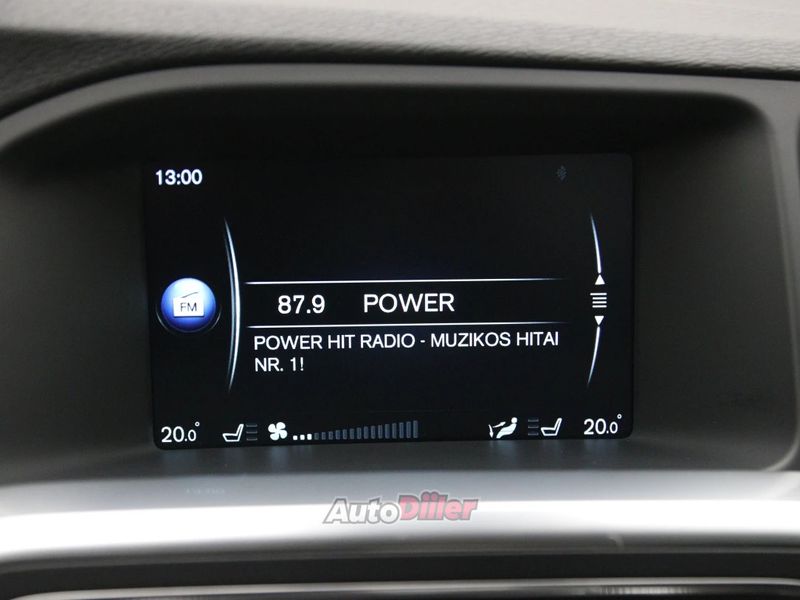 13:00
FM
87.9 POWER
POWER HIT RADIO - MUZIKOS HITAI
NR. 1!
20.0° 20.0°
AutoDiller